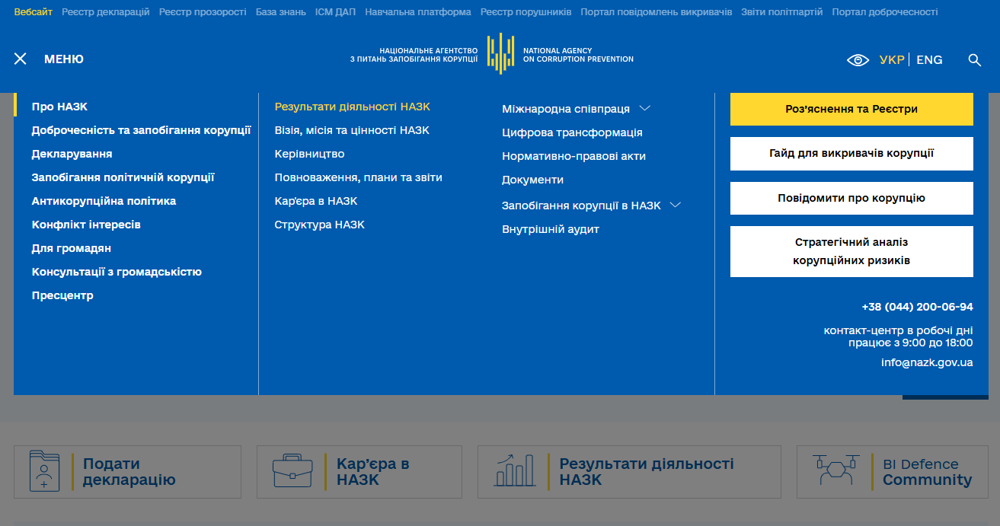 Вебсайт Реєстр декларацій Реєстр прозорості База знань ІСМ ДАП Навчальна платформа Реєстр порушників Портал повідомлень викривачів Звіти політпартій Портал доброчесності
МЕНЮ
НАЦІОНАЛЬНЕ АГЕНТСТВО
З ПИТАНЬ ЗАПОБІГАННЯ КОРУПЦІЇ
NATIONAL AGENCY
ON CORRUPTION PREVENTION
УКР | ENG
Про НАЗК
Доброчесність та запобігання корупції
Декларування
Запобігання політичній корупції
Антикорупційна політика
Конфлікт інтересів
Для громадян
Консультації з громадськістю
Пресцентр
Результати діяльності НАЗК
Візія, місія та цінності НАЗК
Керівництво
Повноваження, плани та звіти
Кар'єра в НАЗК
Структура НАЗК
Міжнародна співпраця
Цифрова трансформація
Нормативно-правові акти
Документи
Запобігання корупції в НАЗК
Внутрішній аудит
Роз’яснення та Реєстри
Гайд для викривачів корупції
Повідомити про корупцію
Стратегічний аналіз
корупційних ризиків
+38 (044) 200-06-94
контакт-центр в робочі дні
працює з 9:00 до 18:00
info@nazk.gov.ua
Подати
декларацію
Кар’єра в
НАЗК
Результати діяльності
НАЗК
BI Defence
Community